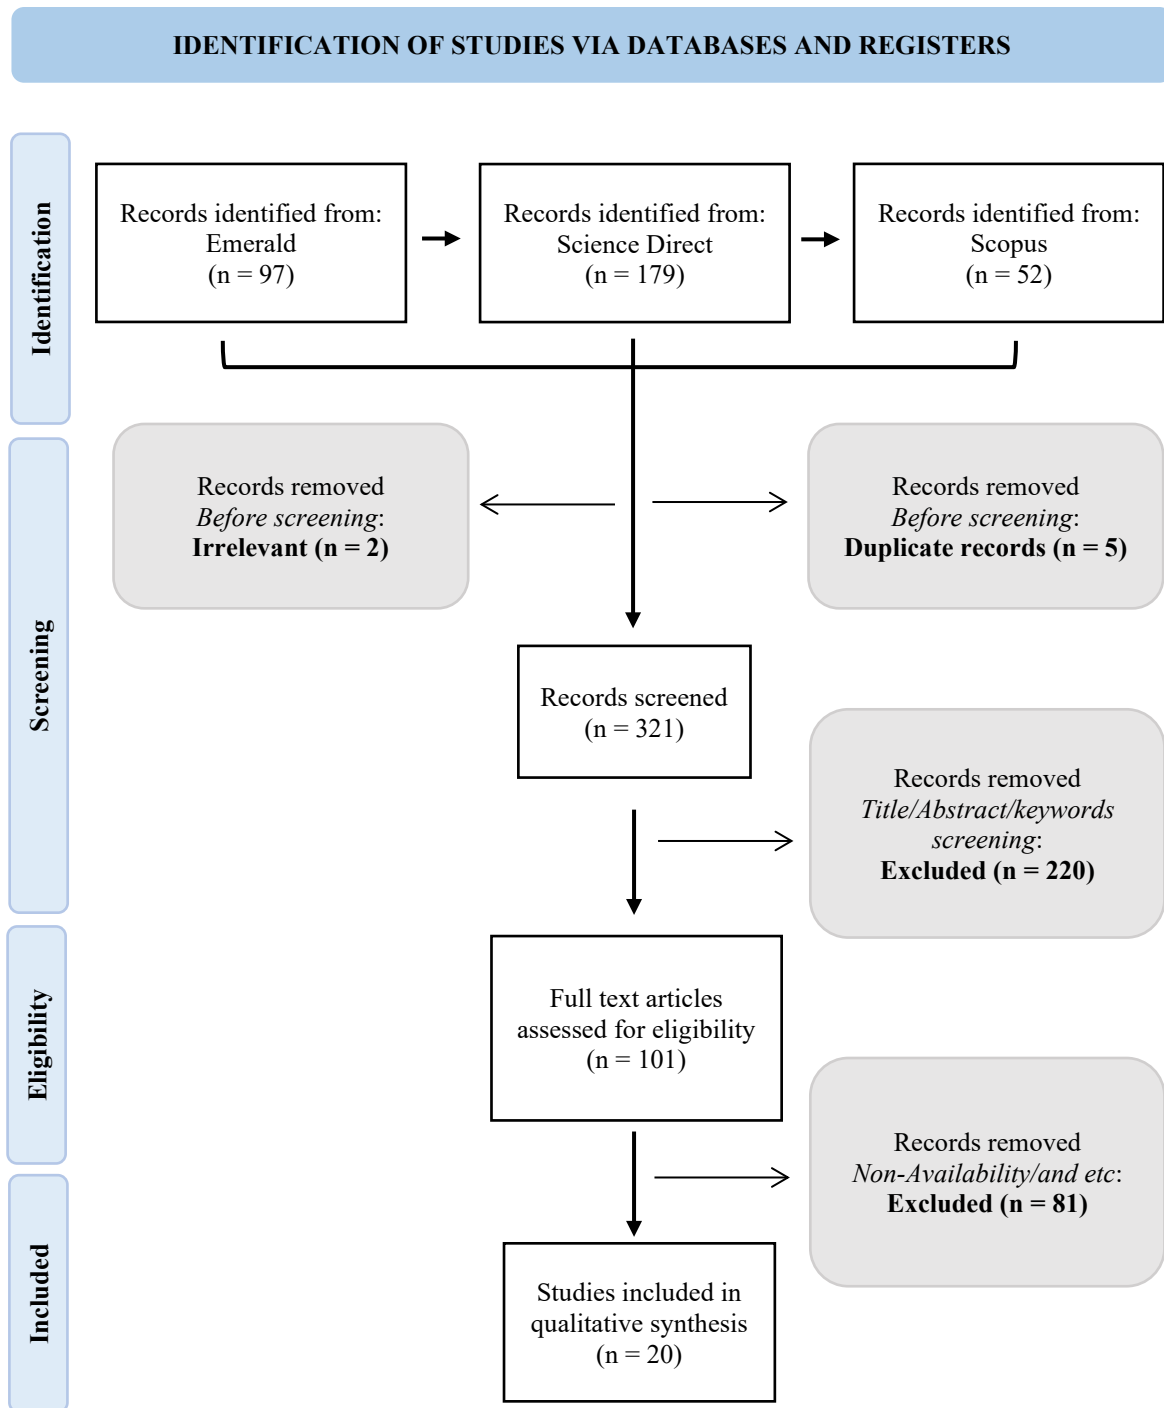 IDENTIFICATION OF STUDIES VIA DATABASES AND REGISTERS
Identification
Records identified from:
Emerald
(n = 97)
Records identified from:
Science Direct
(n = 179)
Records identified from:
Scopus
(n = 52)
Screening
Records removed
Before screening:
Irrelevant (n = 2)
Records removed
Before screening:
Duplicate records (n = 5)
Records screened
(n = 321)
Records removed
Title/Abstract/keywords
screening:
Excluded (n = 220)
Eligibility
Full text articles
assessed for eligibility
(n = 101)
Records removed
Non-Availability/and etc:
Excluded (n = 81)
Included
Studies included in
qualitative synthesis
(n = 20)